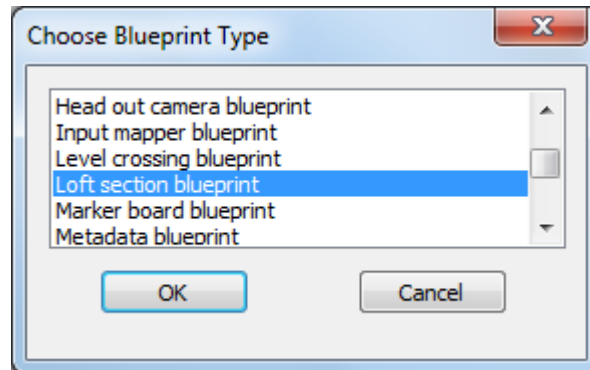 Choose Blueprint Type
Head out camera blueprint
Input mapper blueprint
Level crossing blueprint
Loft section blueprint
Marker board blueprint
Metadata blueprint
OK Cancel